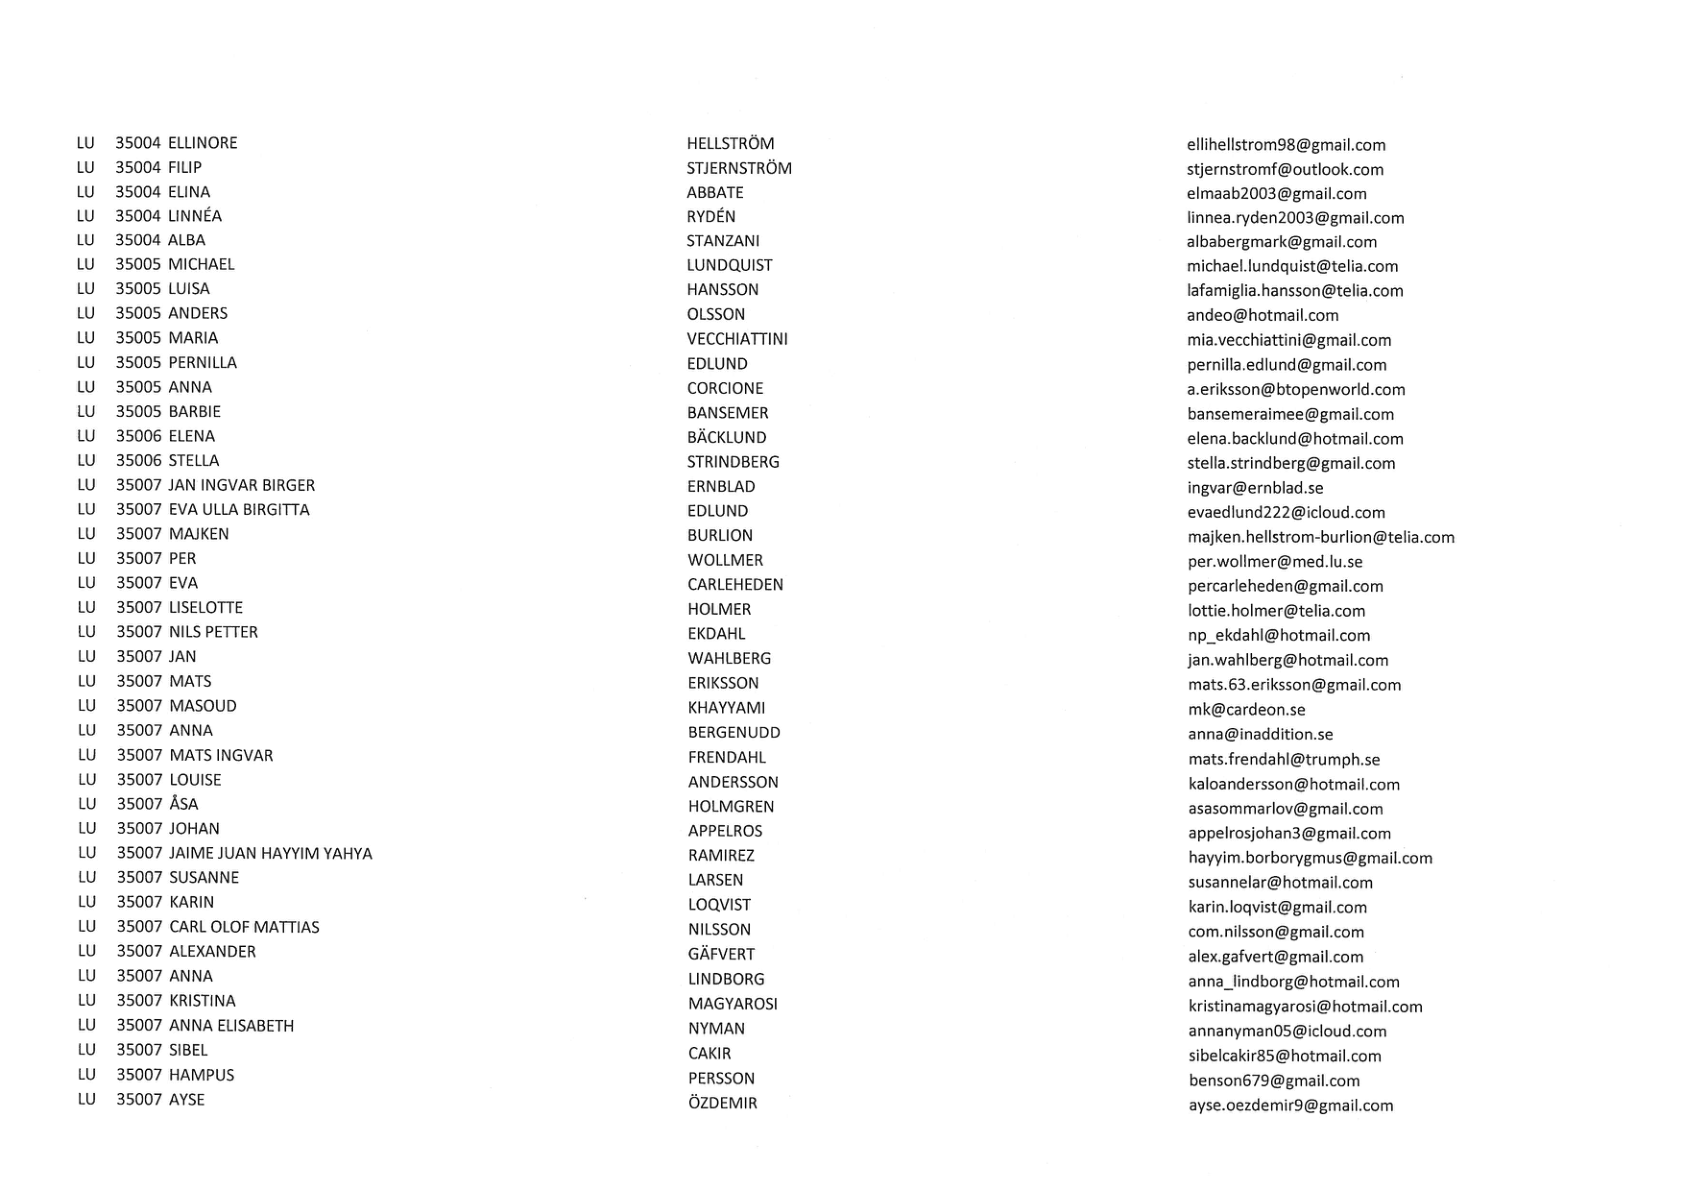 LU 35004 ELLINORE HELLSTRÖM ellihellstrom98@gmail.com
LU 35004 FILIP STJERNSTRÖM stjernstromf@outlook.com
LU 35004 ELINA ABBATE elmaab2003@gmail.com
LU 35004 LINNÉA RYDÉN linnea.ryden2003@gmail.com
LU 35004 ALBA STANZANI albabergmark@gmail.com
LU 35005 MICHAEL LUNDQUIST michael.lundquist@telia.com
LU 35005 LUISA HANSSON lafamiglia.hansson@telia.com
LU 35005 ANDERS OLSSON andeo@hotmail.com
LU 35005 MARIA VECCHIATTINI mia.vecchiattini@gmail.com
LU 35005 PERNILLA EDLUND pernilla.edlund@gmail.com
LU 35005 ANNA CORCIONE a.eriksson@btopenworld.com
LU 35005 BARBIE BANSEMER bansemeraimee@gmail.com
LU 35006 ELENA BÄCKLUND elena.backlund@hotmail.com
LU 35006 STELLA STRINDBERG stella.strindberg@gmail.com
LU 35007 JAN INGVAR BIRGER ERNBLAD ingvar@ernblad.se
LU 35007 EVA ULLA BIRGITTA EDLUND evaedlund222@icloud.com
LU 35007 MAJKEN BURLION majken.hellstrom-burlion@telia.com
LU 35007 PER WOLLMER per.wollmer@med.lu.se
LU 35007 EVA CARLEHEDEN percarleheden@gmail.com
LU 35007 LISELOTTE HOLMER lottie.holmer@telia.com
LU 35007 NILS PETTER EKDAHL np_ekdahl@hotmail.com
LU 35007 JAN WAHLBERG jan.wahlberg@hotmail.com
LU 35007 MATS ERIKSSON mats.63.eriksson@gmail.com
LU 35007 MASOUD KHAYYAMI mk@cardeon.se
LU 35007 ANNA BERGENUDD anna@inaddition.se
LU 35007 MATS INGVAR FRENDAHL mats.frendahl@trumph.se
LU 35007 LOUISE ANDERSSON kaloandersson@hotmail.com
LU 35007 ÅSA HOLMGREN asasommarlov@gmail.com
LU 35007 JOHAN APPELROS appelrosjohan3@gmail.com
LU 35007 JAIME JUAN HAYYIM YAHYA RAMIREZ hayyim.borborygmus@gmail.com
LU 35007 SUSANNE LARSEN susannelar@hotmail.com
LU 35007 KARIN LOQVIST karin.loqvist@gmail.com
LU 35007 CARL OLOF MATTIAS NILSSON com.nilsson@gmail.com
LU 35007 ALEXANDER GÄFVERT alex.gafvert@gmail.com
LU 35007 ANNA LINDBORG anna_lindborg@hotmail.com
LU 35007 KRISTINA MAGYAROSI kristinamagyarosi@hotmail.com
LU 35007 ANNA ELISABETH NYMAN annanyman05@icloud.com
LU 35007 SIBEL CAKIR sibelcakir85@hotmail.com
LU 35007 HAMPUS PERSSON benson679@gmail.com
LU 35007 AYSE ÖZDEMIR ayse.oezdemir9@gmail.com